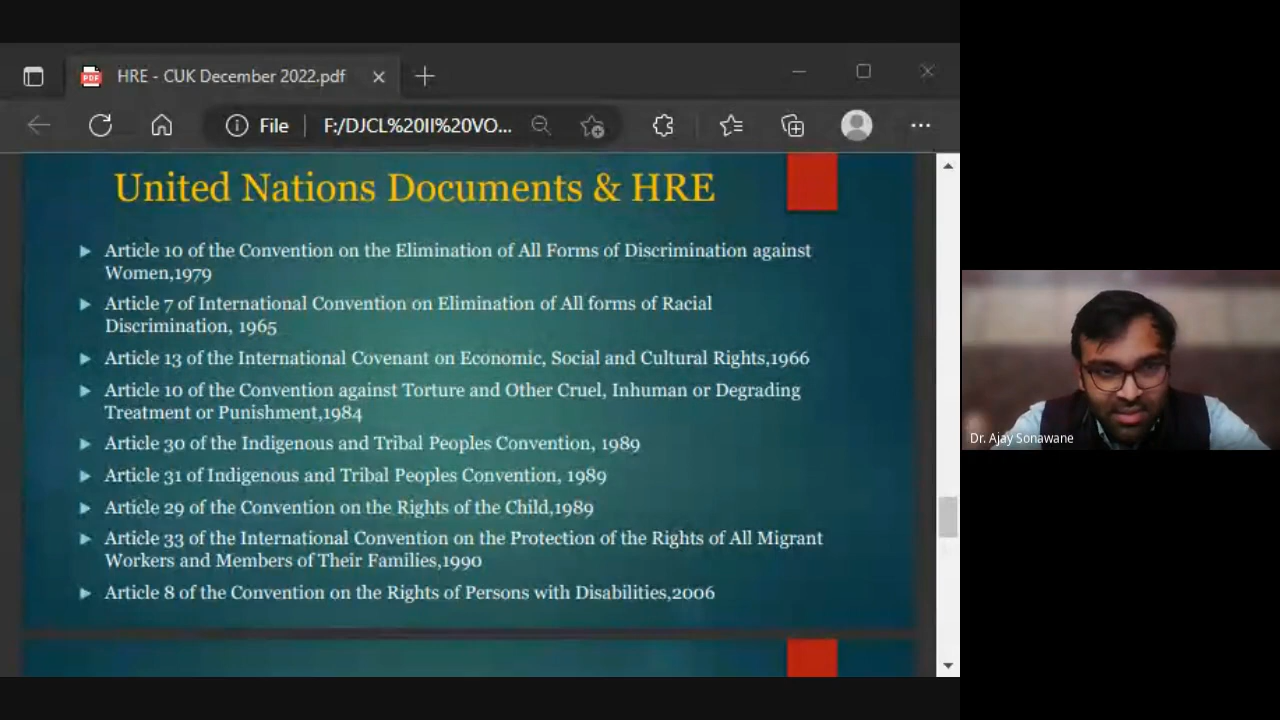 HRE - CUK December 2022.pdf
File
F:/DJCL%20II%20VO...
United Nations Documents & HRE
Article 10 of the Convention on the Elimination of All Forms of Discrimination against
Women,1979
Article 7 of International Convention on Elimination of All forms of Racial
Discrimination, 1965
Article 13 of the International Covenant on Economic, Social and Cultural Rights,1966
Article 10 of the Convention against Torture and Other Cruel, Inhuman or Degrading
Treatment or Punishment,1984
Article 30 of the Indigenous and Tribal Peoples Convention, 1989
Article 31 of Indigenous and Tribal Peoples Convention, 1989
Article 29 of the Convention on the Rights of the Child,1989
Article 33 of the International Convention on the Protection of the Rights of All Migrant
Workers and Members of Their Families,1990
Article 8 of the Convention on the Rights of Persons with Disabilities,2006
Dr. Ajay Sonawane